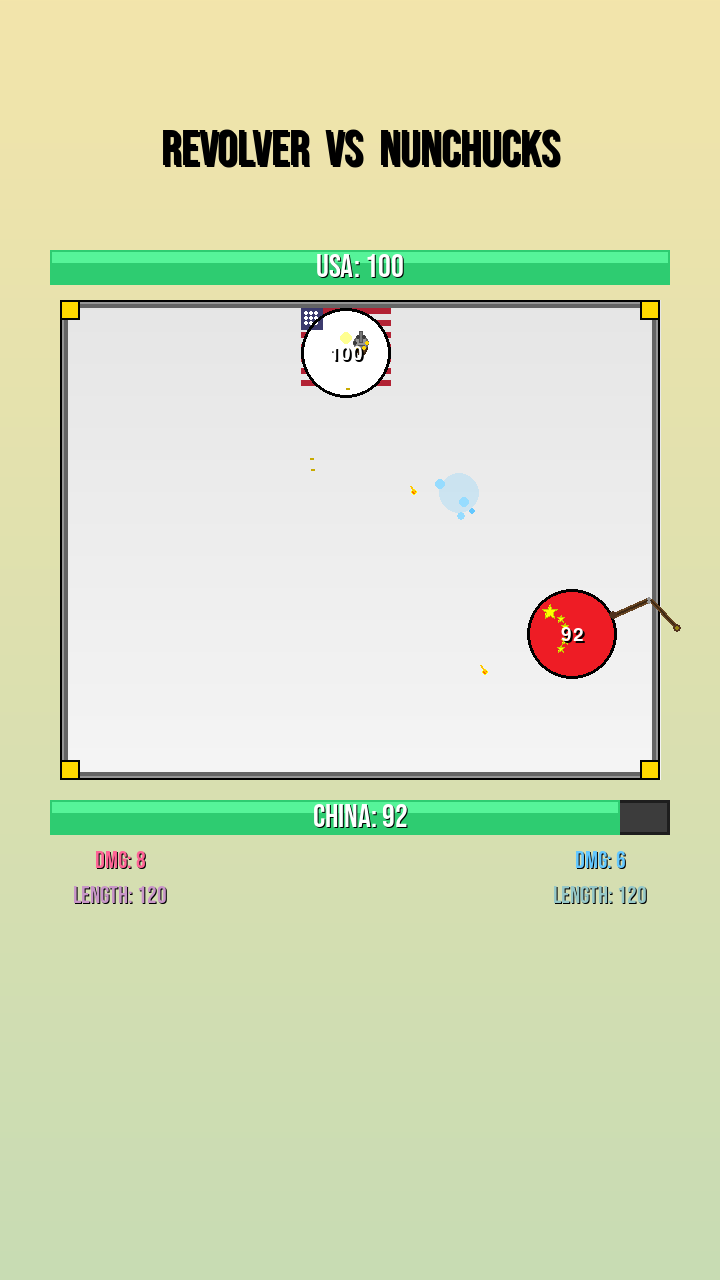 REVOLVER VS NUNCHUCKS
USA: 100
100
92
CHINA: 92
DMG: 8
DMG: 6
LENGTH: 120
LENGTH: 120